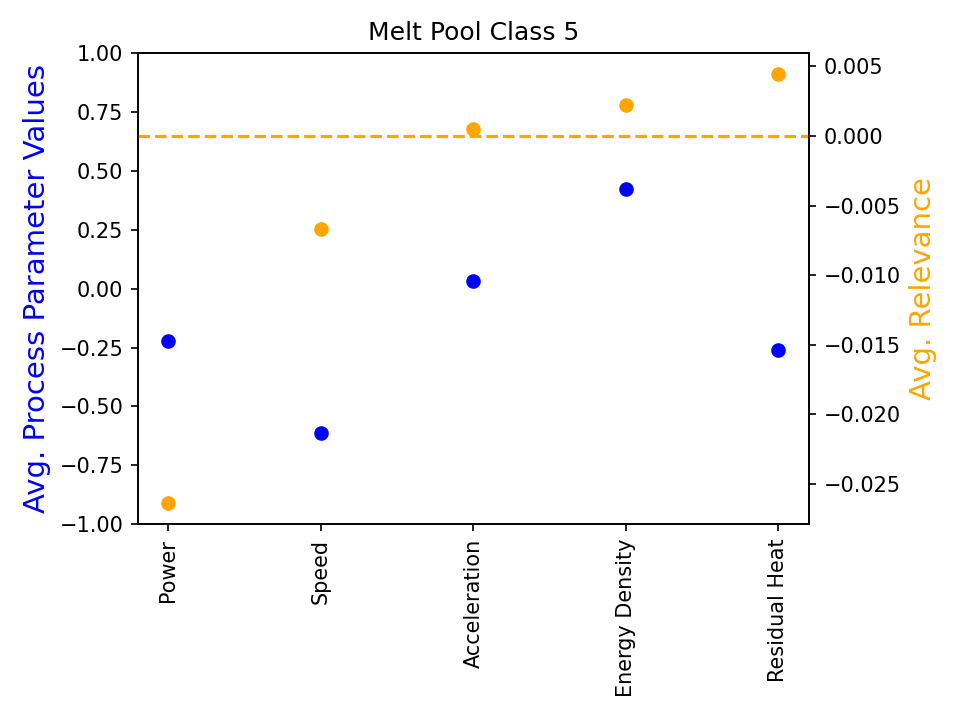 Melt Pool Class 5
Avg. Process Parameter Values
1.00
0.75
0.50
0.25
0.00
−0.25
−0.50
−0.75
−1.00
0.005
0.000
−0.005
−0.010
−0.015
−0.020
−0.025
Avg. Relevance
Power
Speed
Acceleration
Energy Density
Residual Heat